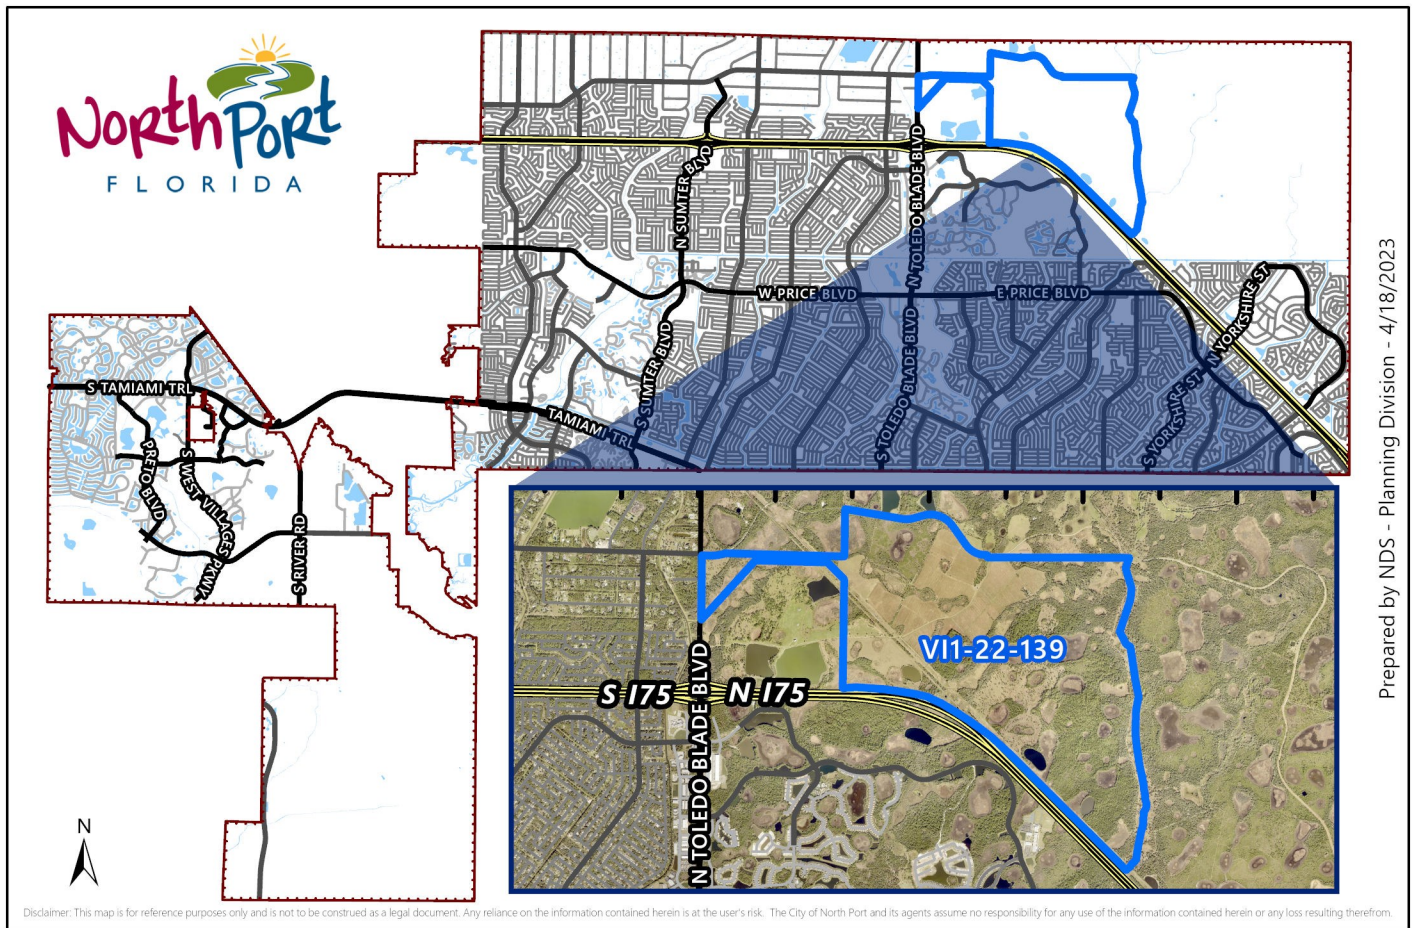 North Port
FLORIDA
N SUMTER BLVD
N TOLEDO BLADE BLVD
W PRICE BLVD
E PRICE BLVD
N YORKSHIRE ST
S TAMIAMI TRL
S SUMTER BLVD
S TOLEDO BLADE BLVD
S YORKSHIRE ST
TAMIAMI TRL
PRETO BLVD
S WEST VILLAGES PKWY
S RIVER RD
VI1-22-139
S I75
N I75
N TOLEDO BLADE BLVD
N
Prepared by NDS - Planning Division - 4/18/2023
Disclaimer: This map is for reference purposes only and is not to be construed as a legal document. Any reliance on the information contained herein is at the user's risk. The City of North Port and its agents assume no responsibility for any use of the information contained herein or any loss resulting therefrom.